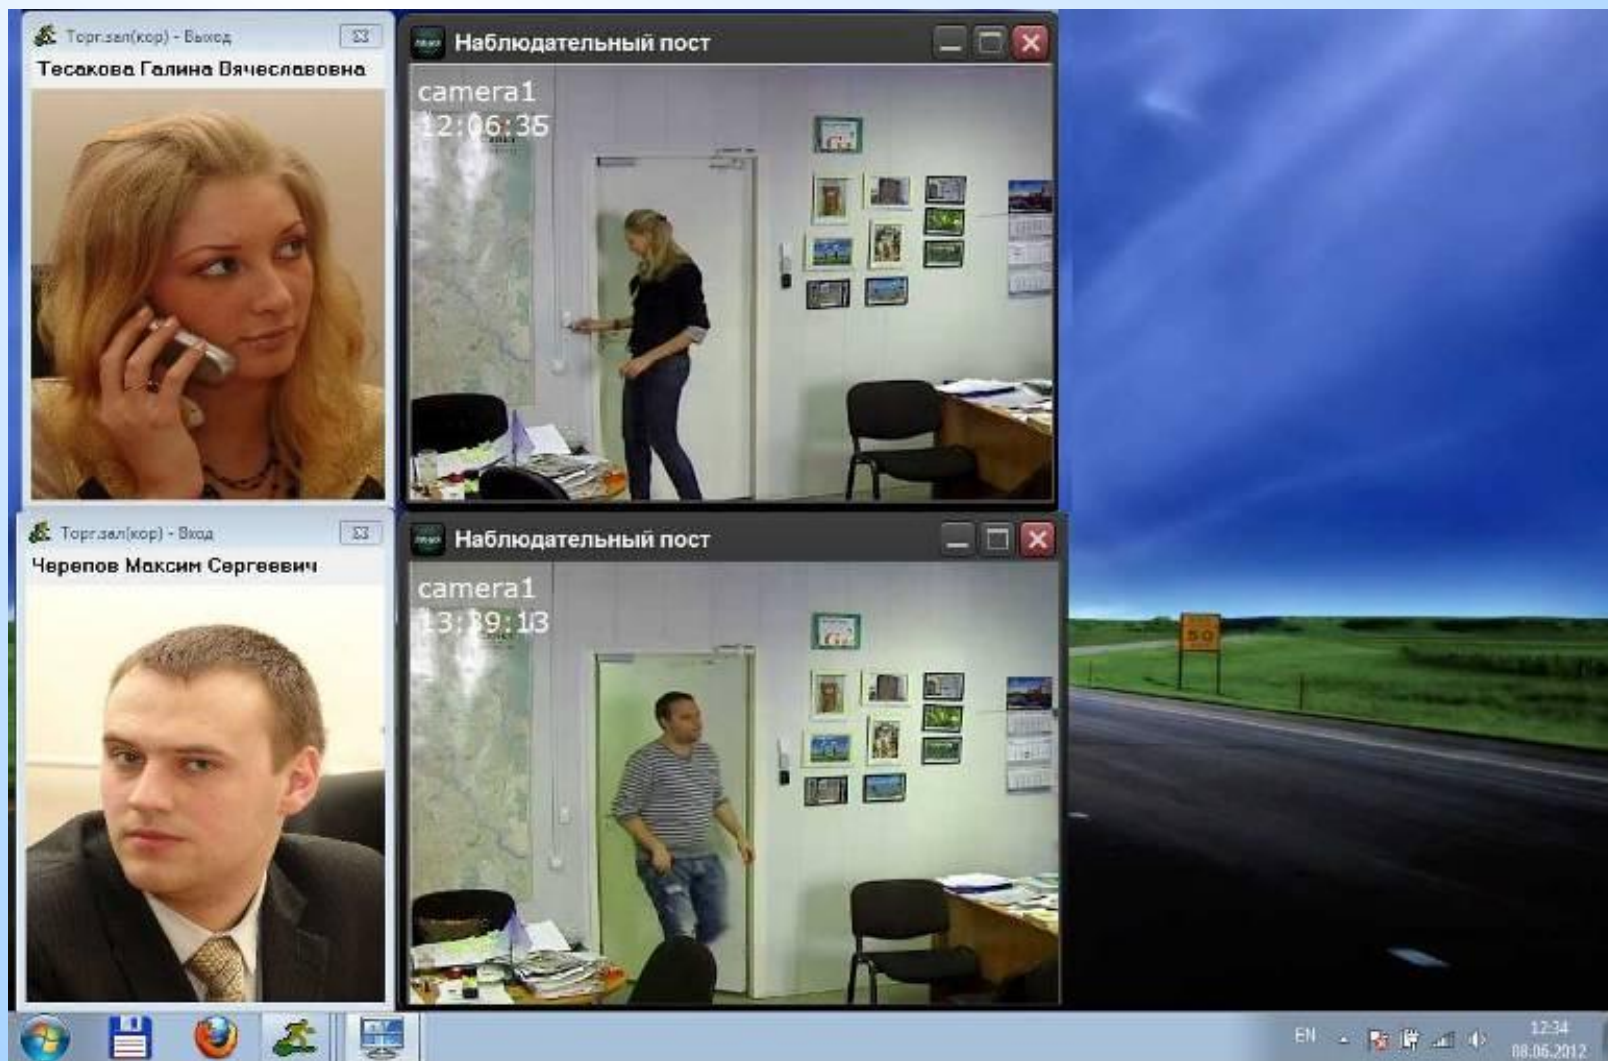 Торг.зал(кор) - Выход
Тесакова Галина Вячеславовна
Наблюдательный пост
camera1
12:06:35
Торг.зал(кор) - Вход
Черепов Максим Сергеевич
Наблюдательный пост
camera1
13:39:13
50
EN
12:34
08.06.2012